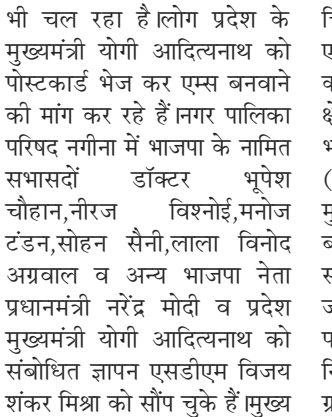 भी चल रहा है।लोग प्रदेश के
मुख्यमंत्री योगी आदित्यनाथ को
पोस्टकार्ड भेज कर एम्स बनवाने
की मांग कर रहे हैं।नगर पालिका
परिषद नगीना में भाजपा के नामित
सभासदों डॉक्टर भूपेश
चौहान,नीरज विश्नोई,मनोज
टंडन,सोहन सैनी,लाला विनोद
अग्रवाल व अन्य भाजपा नेता
प्रधानमंत्री नरेंद्र मोदी व प्रदेश
मुख्यमंत्री योगी आदित्यनाथ को
संबोधित ज्ञापन एसडीएम विजय
शंकर मिश्रा को सौंप चुके हैं।मुख्य